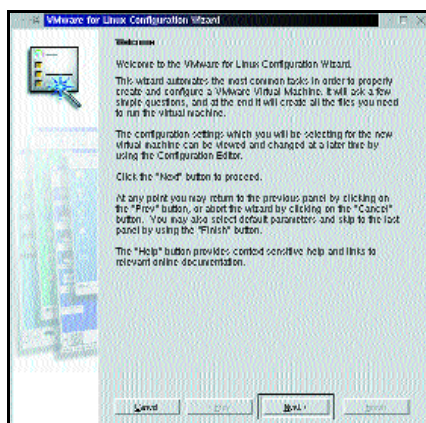 VMware for Linux Configuration Wizard
Welcome
Welcome to the VMware for Linux Configuration Wizard.
This wizard automates the most common tasks in order to properly
create and configure a VMware Virtual Machine. It will ask a few
simple questions, and at the end it will create all the files you need
to run the virtual machine.
The configuration settings which you will be selecting for the new
virtual machine can be viewed and changed at a later time by
using the Configuration Editor.
Click the "Next" button to proceed.
At any point you may return to the previous panel by clicking on
the "Prev" button, or abort the wizard by clicking on the "Cancel"
button. You may also select default parameters and skip to the last
panel by using the "Finish" button.
The "Help" button provides context sensitive help and links to
relevant online documentation.
Cancel
Next >